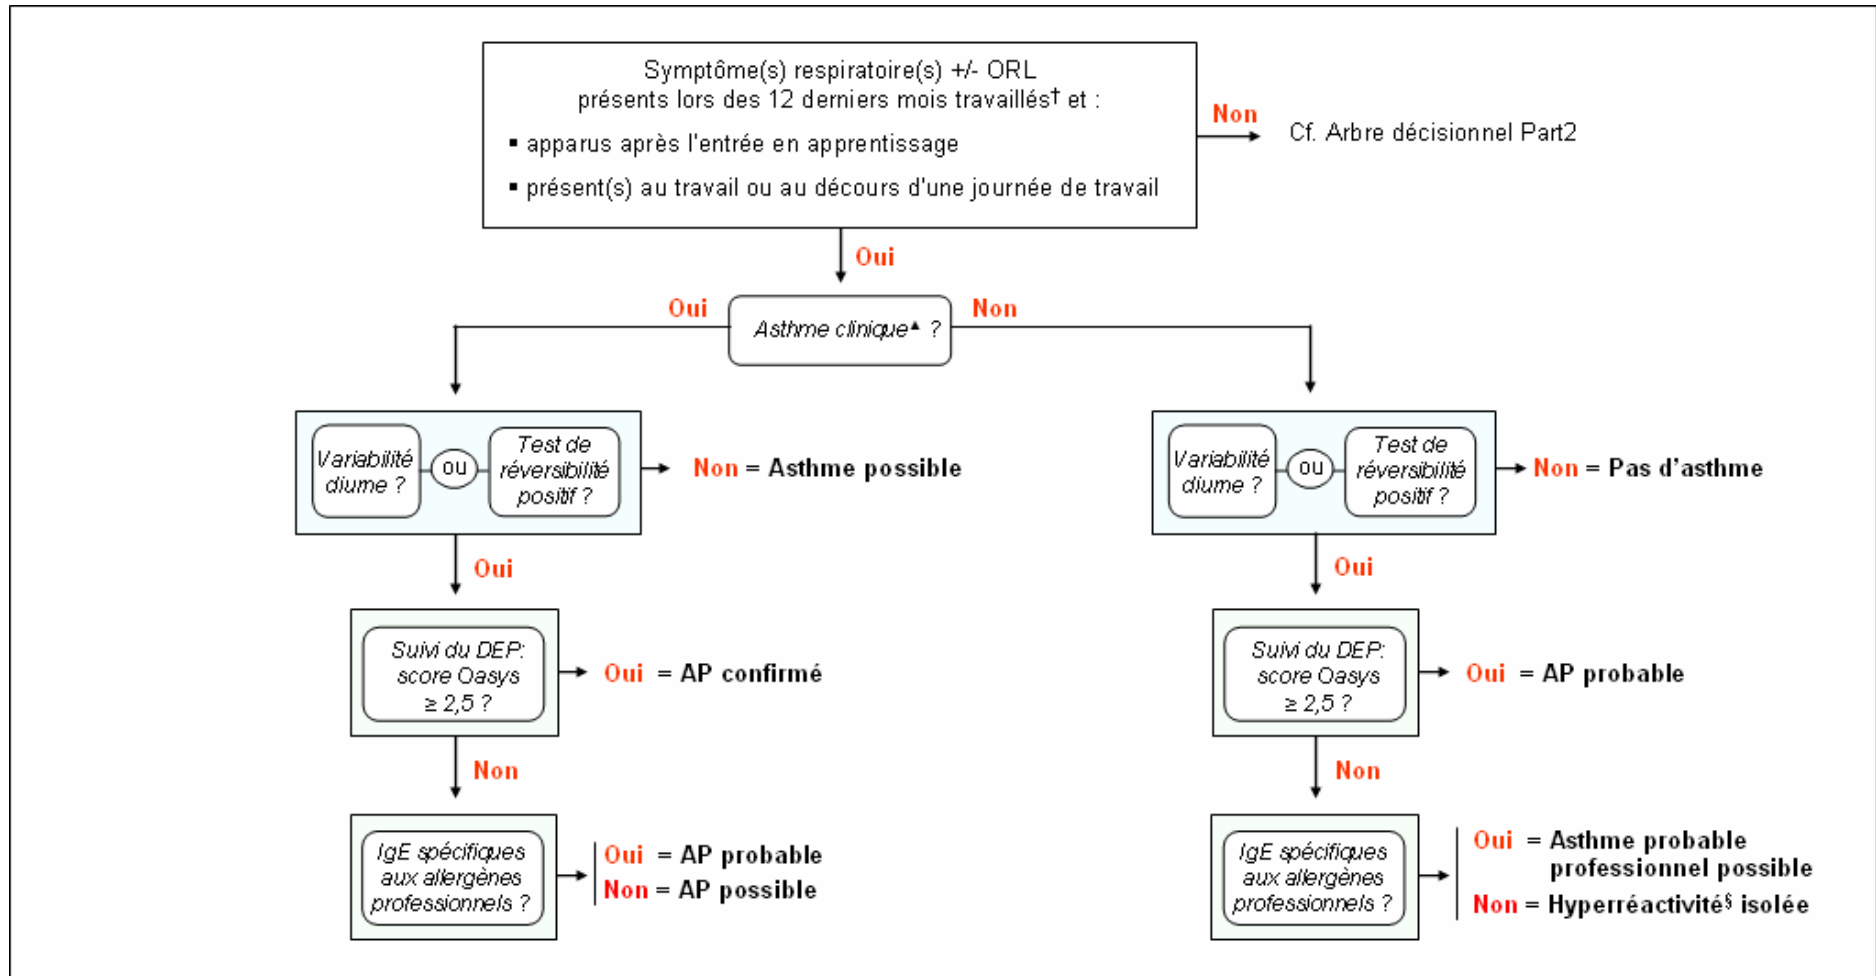 Symptôme(s) respiratoire(s) +/- ORL
présents lors des 12 derniers mois travaillés† et :
▪ apparus après l'entrée en apprentissage
▪ présent(s) au travail ou au décours d'une journée de travail
Non
Cf. Arbre décisionnel Part2
Oui
Oui
Asthme clinique▲ ?
Non
Variabilité
diurne ?
ou
Test de
réversibilité
positif ?
Non = Asthme possible
Variabilité
diurne ?
ou
Test de
réversibilité
positif ?
Non = Pas d'asthme
Oui
Oui
Suivi du DEP:
score Oasys
≥ 2,5 ?
Oui = AP confirmé
Suivi du DEP:
score Oasys
≥ 2,5 ?
Oui = AP probable
Non
Non
IgE spécifiques
aux allergènes
professionnels ?
Oui = AP probable
Non = AP possible
IgE spécifiques
aux allergènes
professionnels ?
Oui = Asthme probable
professionnel possible
Non = Hyperréactivité§ isolée